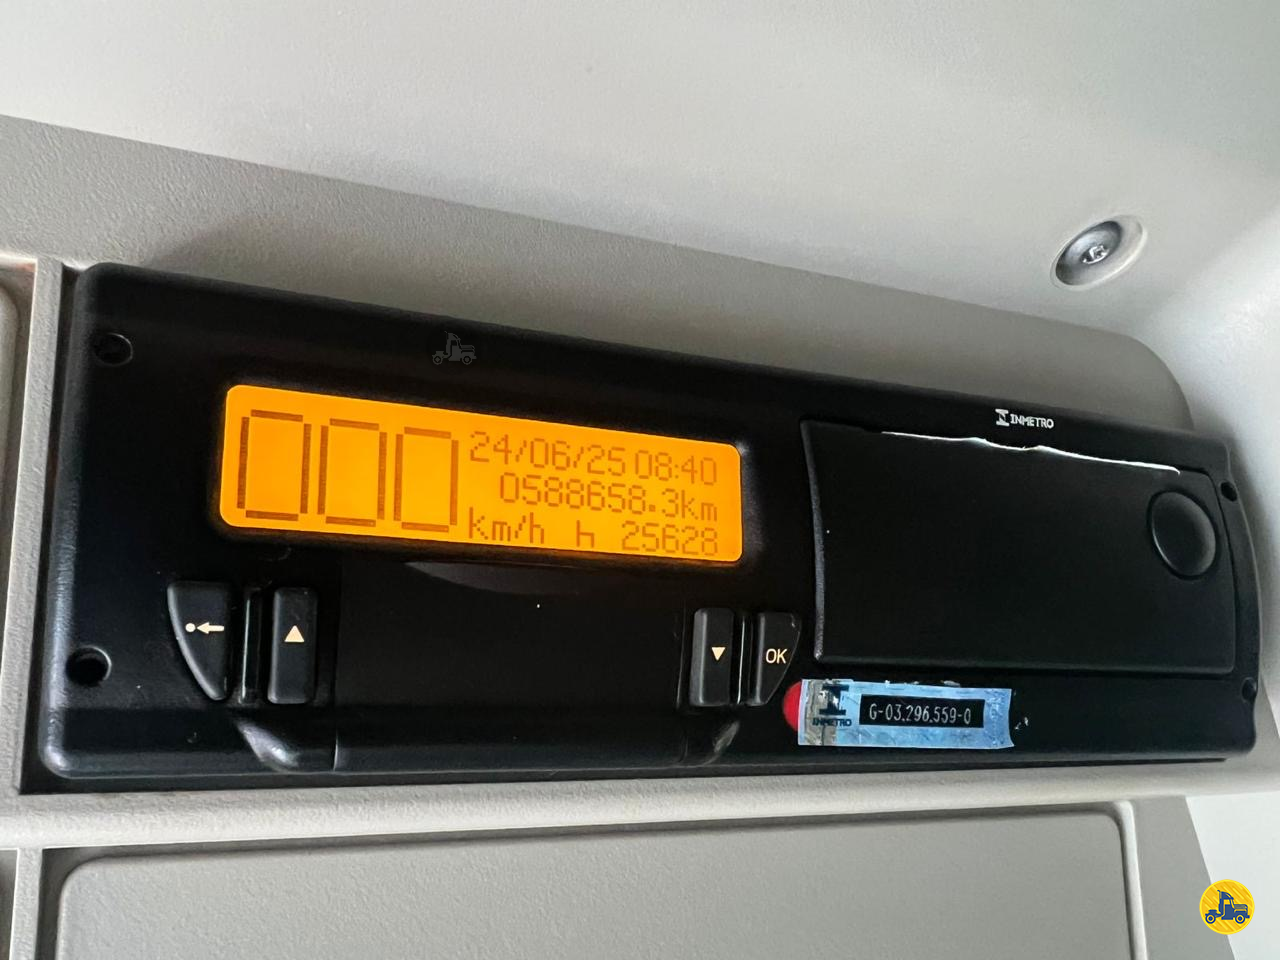 INMETRO
000
24/06/25 08:40
0588658.3km
km/h h 25628
OK
INMETRO G-03.296.559-0